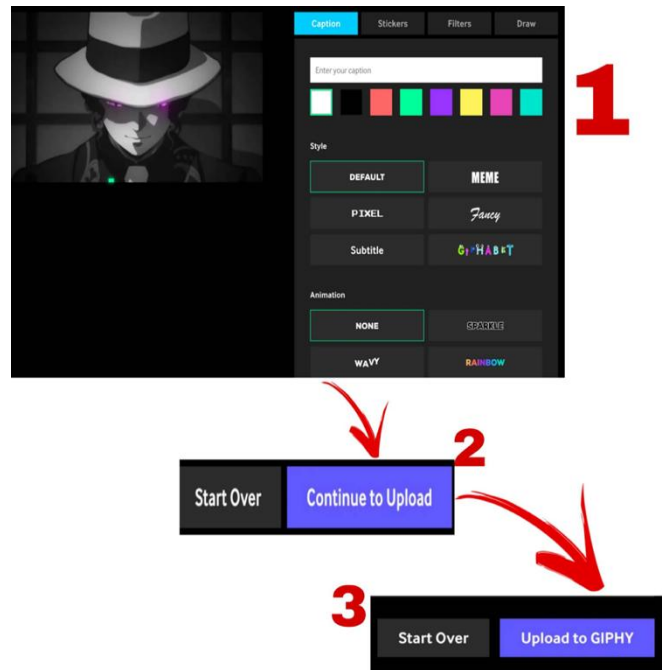 Caption Stickers Filters Draw
Enter your caption
1
Style
DEFAULT MEME
PIXEL Fancy
Subtitle GIPHABET
Animation
NONE SPARKLE
WAVY RAINBOW
2
Start Over Continue to Upload
3
Start Over Upload to GIPHY